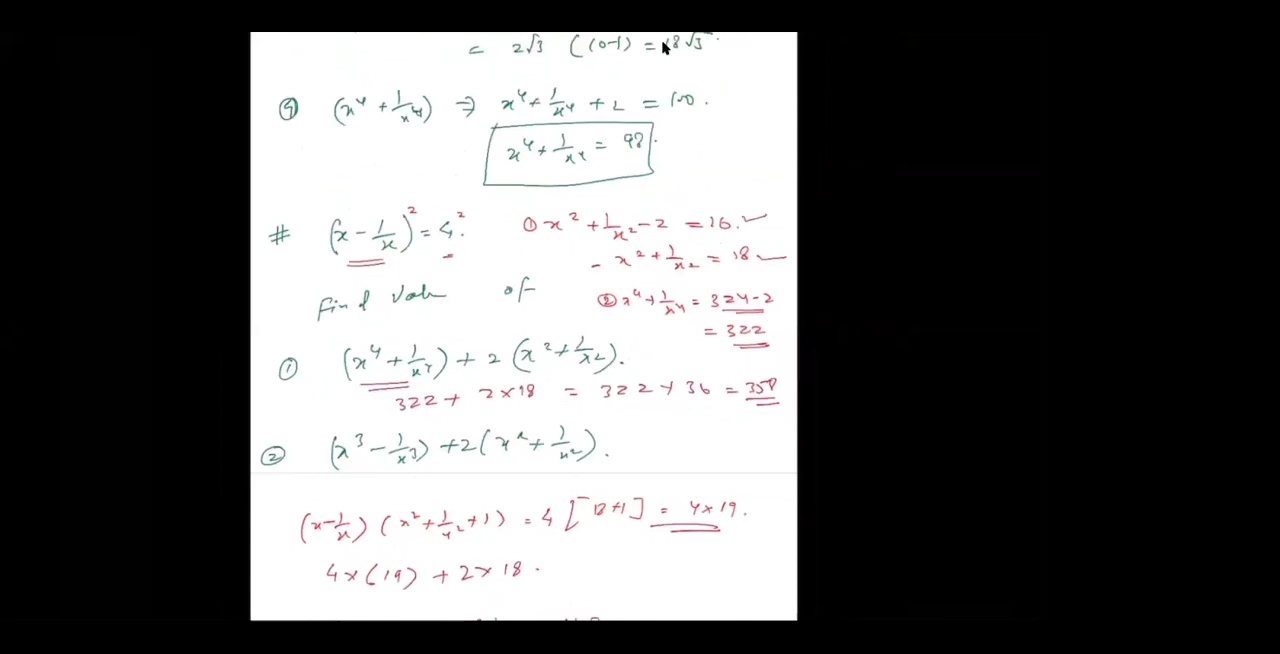 = 2√3 (10-1) = 18√3.
④ (x⁴ + 1/x⁴) ⇒ x⁴ + 1/x⁴ + 2 = 100.
x⁴ + 1/x⁴ = 98.
# (x - 1/x)² = 4². ① x² + 1/x² - 2 = 16. ✓
- x² + 1/x² = 18 ✓
Find Value of ② x⁴ + 1/x⁴ = 324-2
= 322
① (x⁴ + 1/x⁴) + 2 (x² + 1/x²).
322 + 2×18 = 322 + 36 = 358
② (x³ - 1/x³) + 2(x² + 1/x²).
(x - 1/x) (x² + 1/x² + 1) = 4 [18+1] = 4×19.
4×(19) + 2×18.